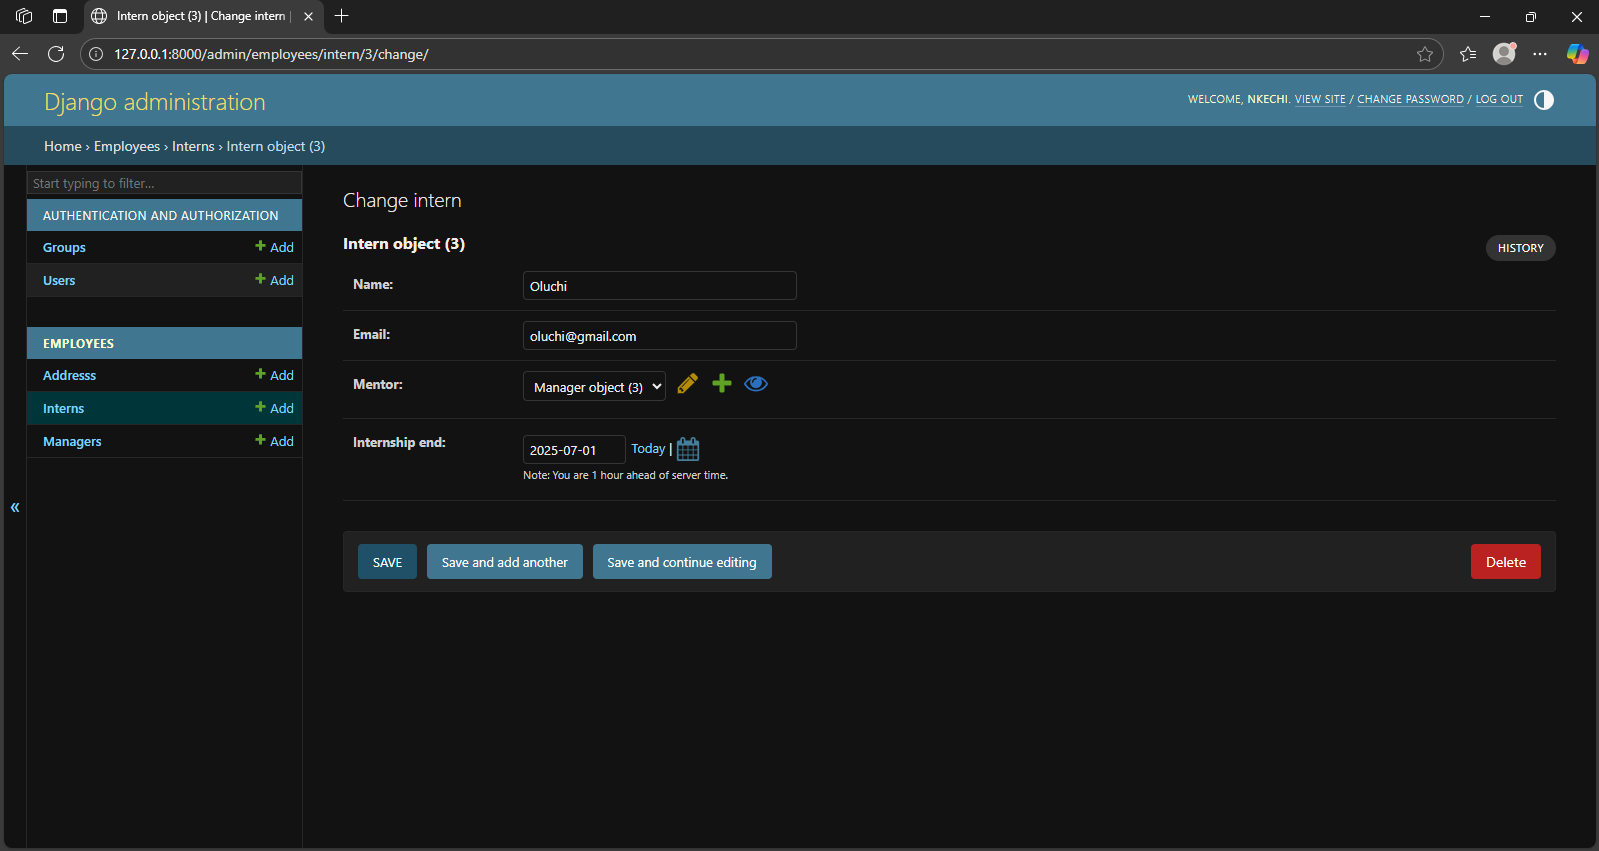 Intern object (3) | Change intern
127.0.0.1:8000/admin/employees/intern/3/change/
Django administration
WELCOME, NKECHI. VIEW SITE / CHANGE PASSWORD / LOG OUT
Home › Employees › Interns › Intern object (3)
Start typing to filter...
AUTHENTICATION AND AUTHORIZATION
Groups + Add
Users + Add
EMPLOYEES
Addresss + Add
Interns + Add
Managers + Add
«
Change intern
Intern object (3)
HISTORY
Name: Oluchi
Email: oluchi@gmail.com
Mentor: Manager object (3)
Internship end: 2025-07-01 Today |
Note: You are 1 hour ahead of server time.
SAVE Save and add another Save and continue editing Delete